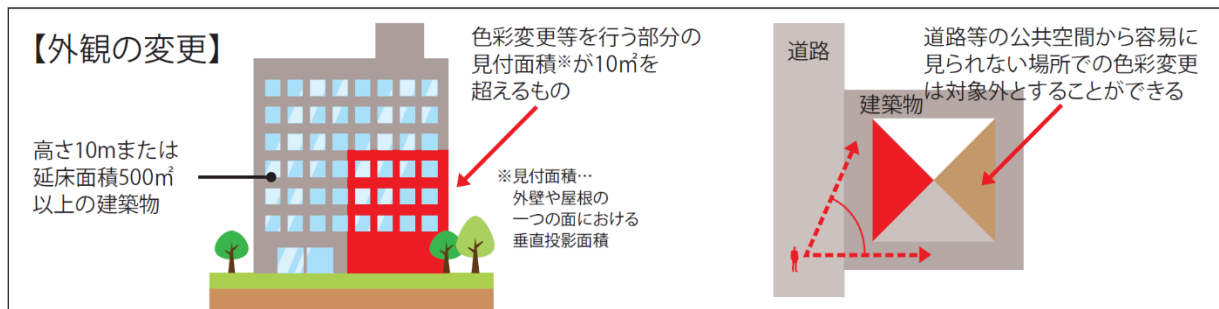 【外観の変更】
高さ10mまたは
延床面積500㎡
以上の建築物
色彩変更等を行う部分の
見付面積※が10㎡を
超えるもの
※見付面積…
外壁や屋根の
一つの面における
垂直投影面積
道路
建築物
道路等の公共空間から容易に
見られない場所での色彩変更
は対象外とすることができる